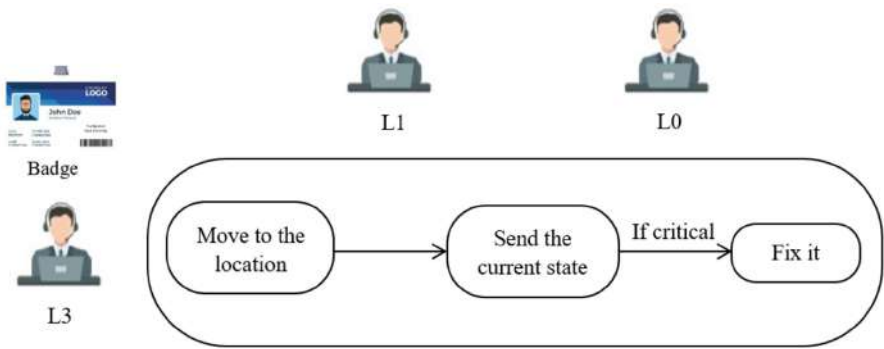 L1
L0
LOGO
John Doe
Badge
L3
Move to the
location
Send the
current state
If critical
Fix it